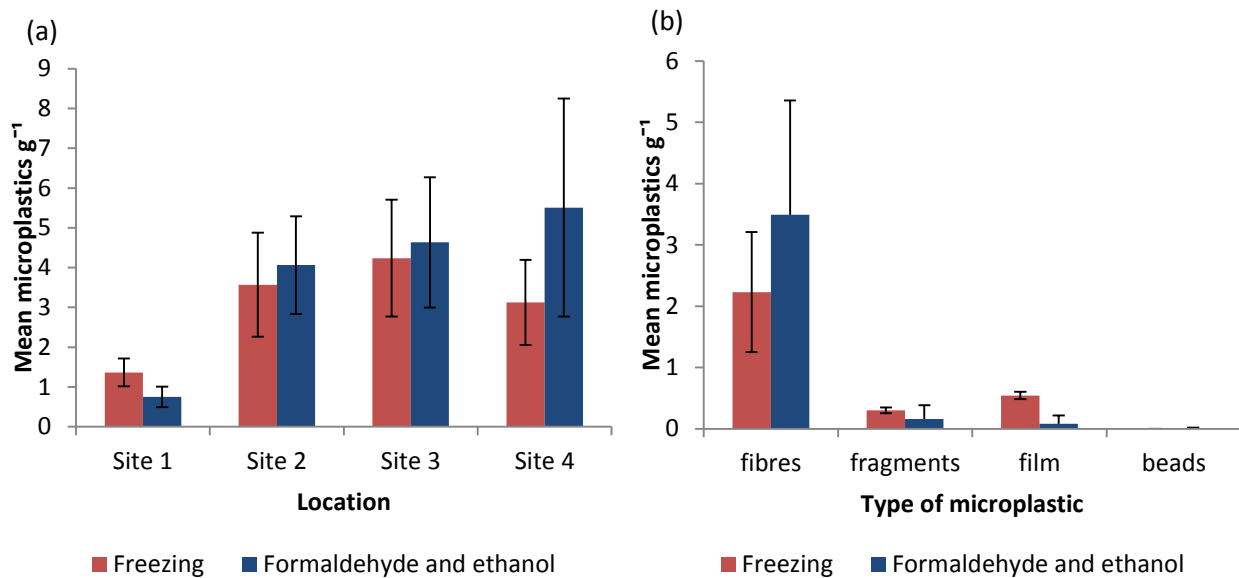 (a)
Mean microplastics g⁻¹
9
8
7
6
5
4
3
2
1
0
Site 1 Site 2 Site 3 Site 4
Location
Freezing Formaldehyde and ethanol
(b)
Mean microplastics g⁻¹
6
5
4
3
2
1
0
fibres fragments film beads
Type of microplastic
Freezing Formaldehyde and ethanol